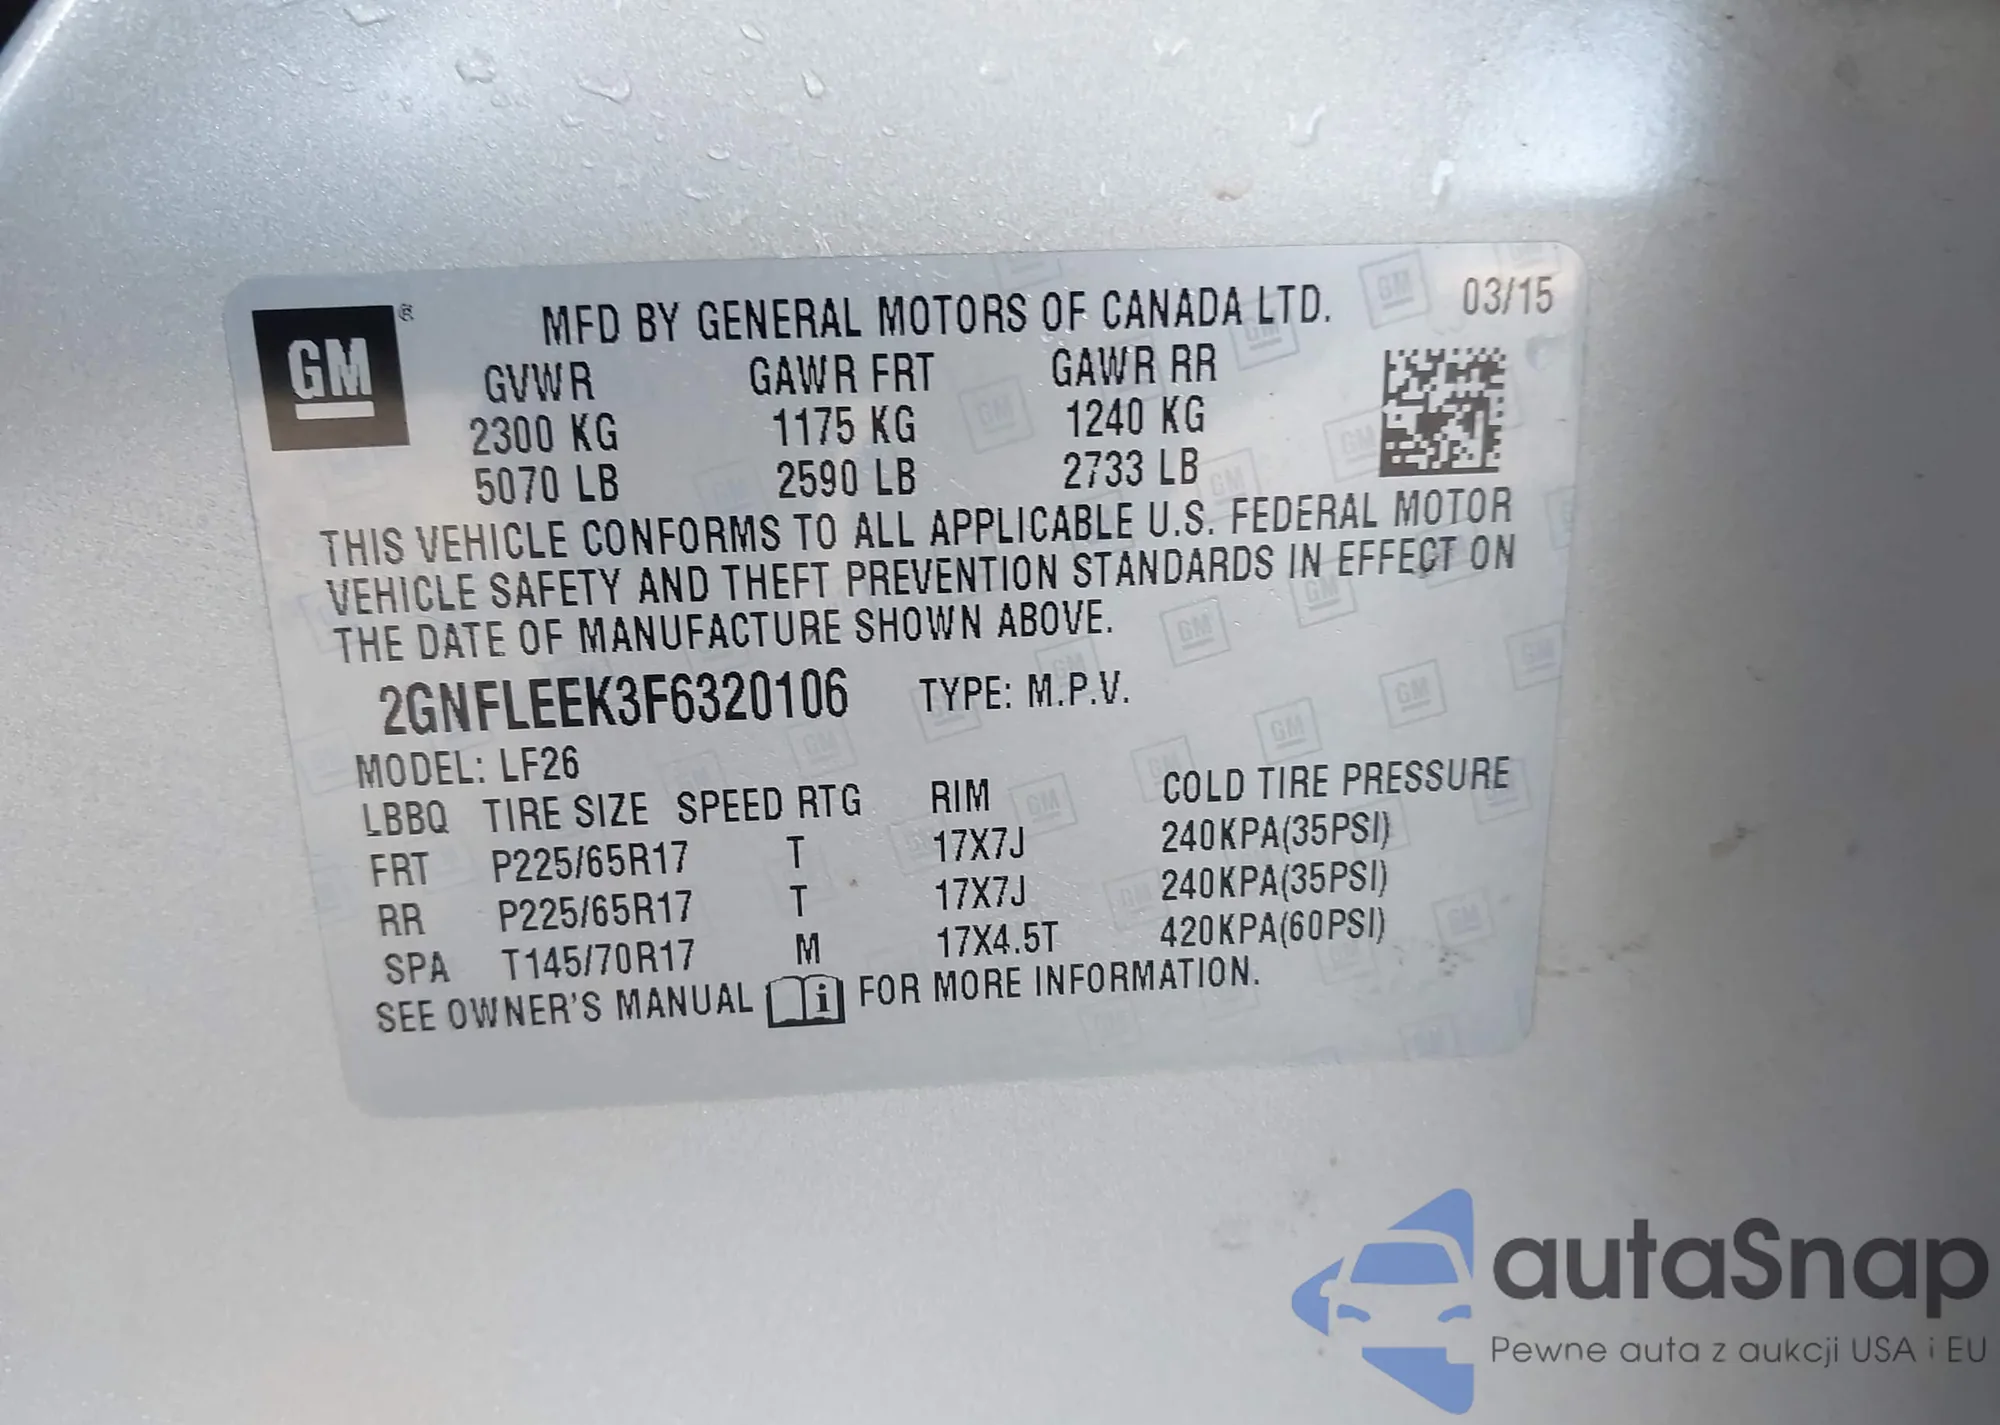 GM ® MFD BY GENERAL MOTORS OF CANADA LTD. 03/15
GVWR GAWR FRT GAWR RR
2300 KG 1175 KG 1240 KG
5070 LB 2590 LB 2733 LB
THIS VEHICLE CONFORMS TO ALL APPLICABLE U.S. FEDERAL MOTOR
VEHICLE SAFETY AND THEFT PREVENTION STANDARDS IN EFFECT ON
THE DATE OF MANUFACTURE SHOWN ABOVE.
2GNFLEEK3F6320106 TYPE: M.P.V.
MODEL: LF26
LBBQ TIRE SIZE SPEED RTG RIM COLD TIRE PRESSURE
FRT P225/65R17 T 17X7J 240KPA(35PSI)
RR P225/65R17 T 17X7J 240KPA(35PSI)
SPA T145/70R17 M 17X4.5T 420KPA(60PSI)
SEE OWNER'S MANUAL i FOR MORE INFORMATION.
autaSnap
Pewne auta z aukcji USA i EU